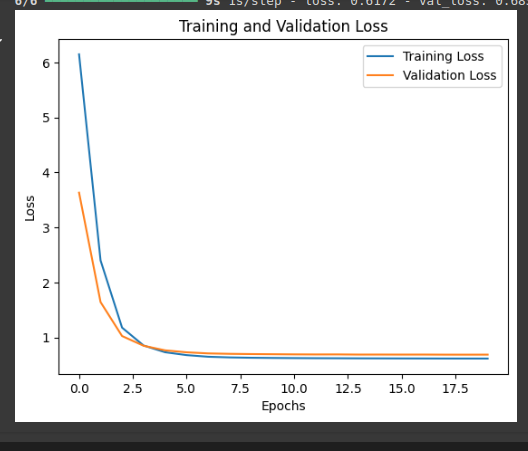 6/6 9s 1s/step - loss: 0.6172 - val_loss: 0.68
Training and Validation Loss
Training Loss
Validation Loss
6
5
4
3
2
1
Loss
0.0 2.5 5.0 7.5 10.0 12.5 15.0 17.5
Epochs